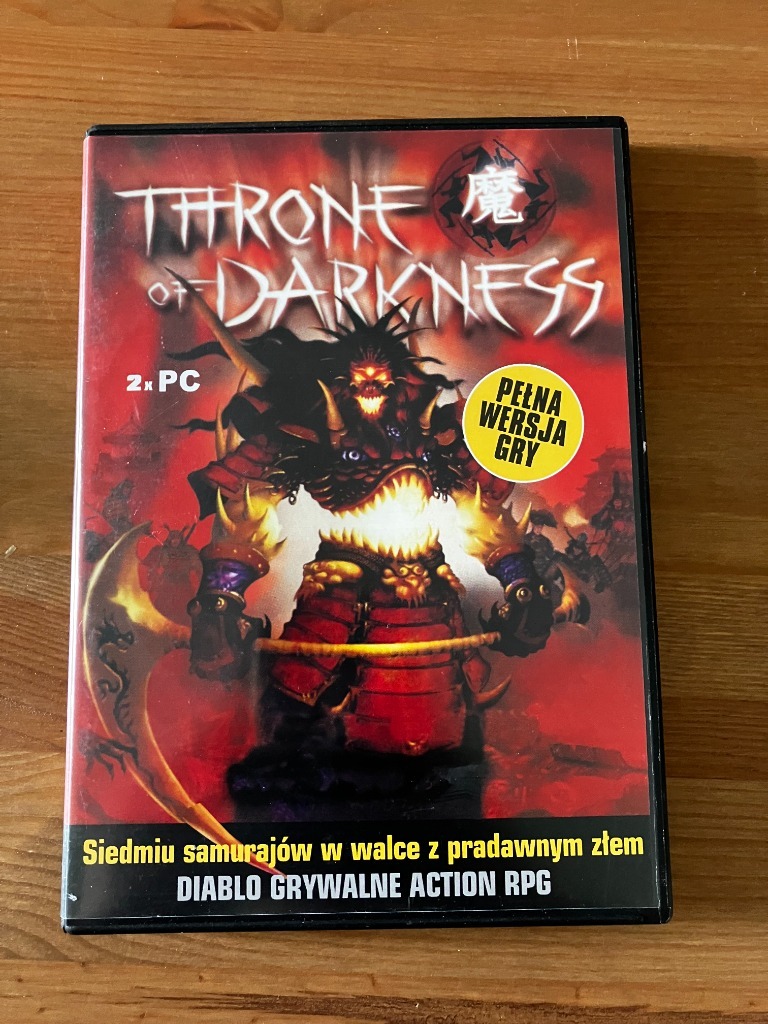 THRONE
魔
OF DARKNESS
2x PC
PEŁNA
WERSJA
GRY
Siedmiu samurajów w walce z pradawnym złem
DIABLO GRYWALNE ACTION RPG